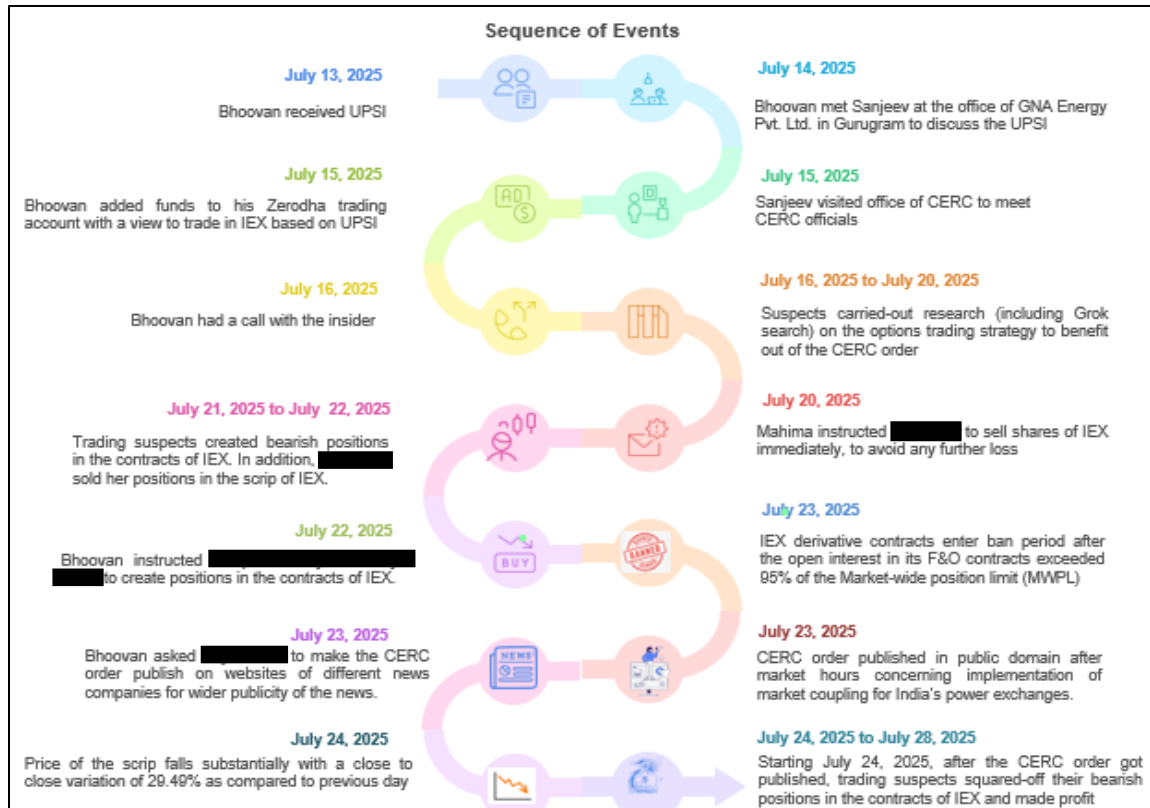 Sequence of Events
July 13, 2025
Bhoovan received UPSI
July 14, 2025
Bhoovan met Sanjeev at the office of GNA Energy
Pvt. Ltd. in Gurugram to discuss the UPSI
July 15, 2025
Sanjeev visited office of CERC to meet
CERC officials
July 15, 2025
Bhoovan added funds to his Zerodha trading
account with a view to trade in IEX based on UPSI
AD
D
July 16, 2025
Bhoovan had a call with the insider
July 16, 2025 to July 20, 2025
Suspects carried-out research (including Grok
search) on the options trading strategy to benefit
out of the CERC order
July 20, 2025
Mahima instructed to sell shares of IEX
immediately, to avoid any further loss
July 21, 2025 to July 22, 2025
Trading suspects created bearish positions
in the contracts of IEX. In addition,
sold her positions in the scrip of IEX.
July 22, 2025
Bhoovan instructed
to create positions in the contracts of IEX.
BUY
BANNED
July 23, 2025
IEX derivative contracts enter ban period after
the open interest in its F&O contracts exceeded
95% of the Market-wide position limit (MWPL)
July 23, 2025
CERC order published in public domain after
market hours concerning implementation of
market coupling for India's power exchanges.
July 23, 2025
Bhoovan asked to make the CERC
order publish on websites of different news
companies for wider publicity of the news.
NEWS
July 24, 2025
Price of the scrip falls substantially with a close to
close variation of 29.49% as compared to previous
day
July 24, 2025 to July 28, 2025
Starting July 24, 2025, after the CERC order got
published, trading suspects squared-off their bearish
positions in the contracts of IEX and made profit